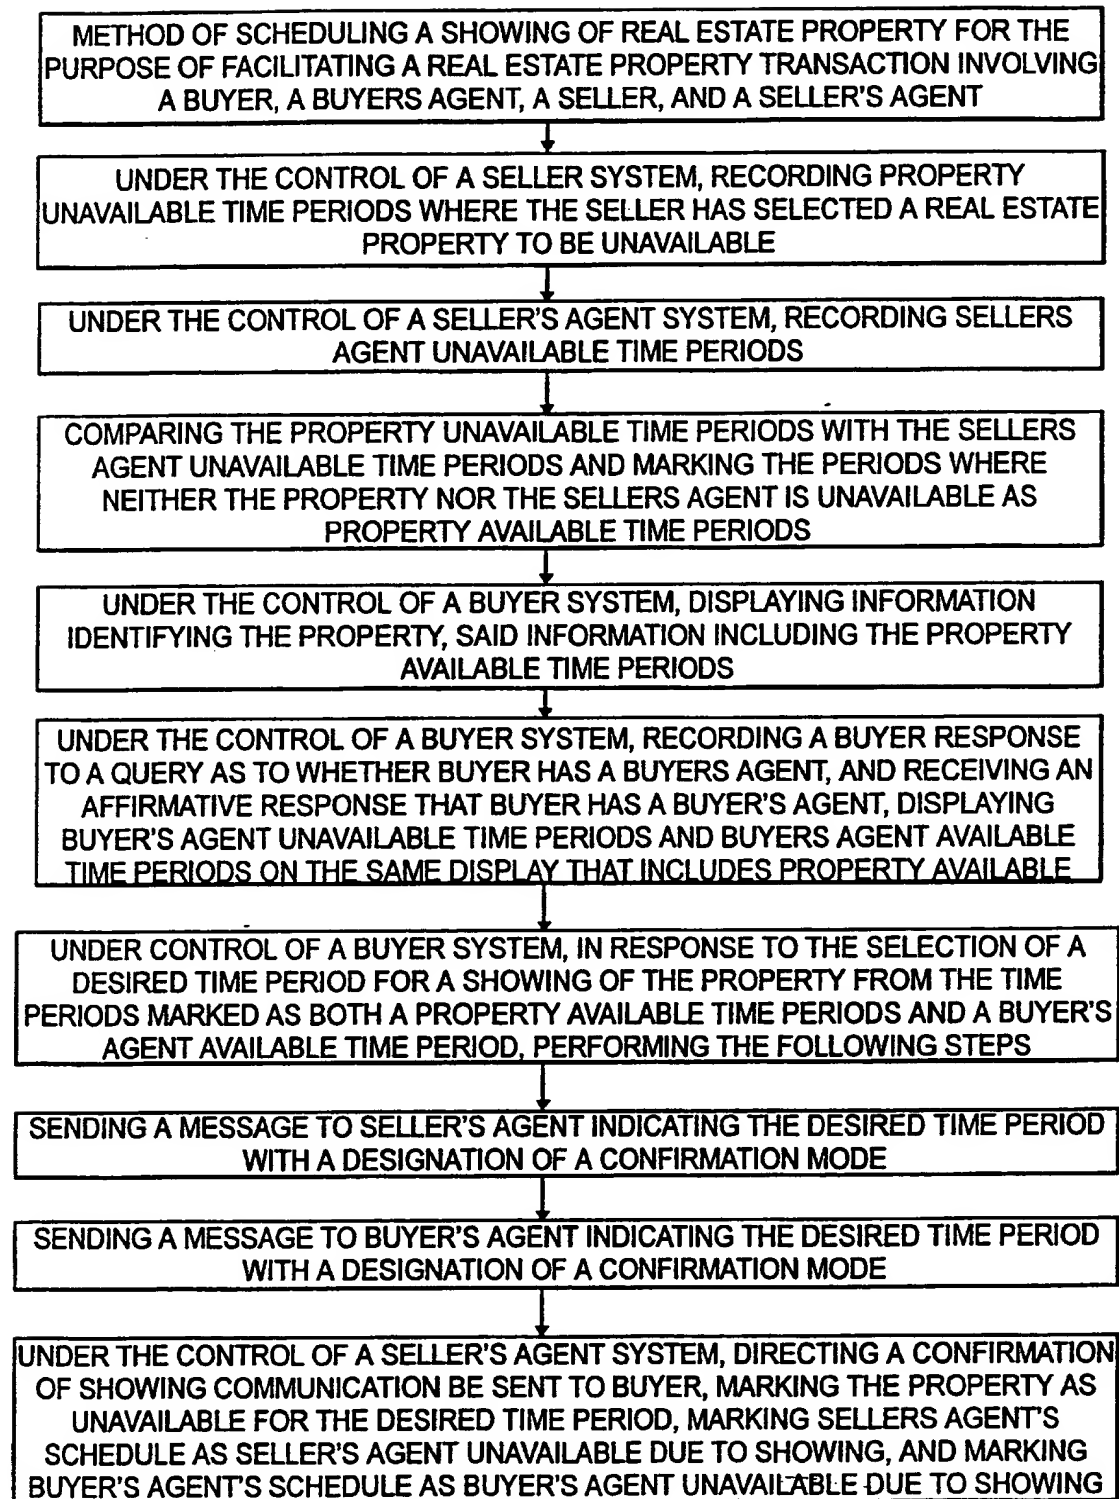 METHOD OF SCHEDULING A SHOWING OF REAL ESTATE PROPERTY FOR THE
PURPOSE OF FACILITATING A REAL ESTATE PROPERTY TRANSACTION INVOLVING
A BUYER, A BUYERS AGENT, A SELLER, AND A SELLER'S AGENT
UNDER THE CONTROL OF A SELLER SYSTEM, RECORDING PROPERTY
UNAVAILABLE TIME PERIODS WHERE THE SELLER HAS SELECTED A REAL ESTATE
PROPERTY TO BE UNAVAILABLE
UNDER THE CONTROL OF A SELLER'S AGENT SYSTEM, RECORDING SELLERS
AGENT UNAVAILABLE TIME PERIODS
COMPARING THE PROPERTY UNAVAILABLE TIME PERIODS WITH THE SELLERS
AGENT UNAVAILABLE TIME PERIODS AND MARKING THE PERIODS WHERE
NEITHER THE PROPERTY NOR THE SELLERS AGENT IS UNAVAILABLE AS
PROPERTY AVAILABLE TIME PERIODS
UNDER THE CONTROL OF A BUYER SYSTEM, DISPLAYING INFORMATION
IDENTIFYING THE PROPERTY, SAID INFORMATION INCLUDING THE PROPERTY
AVAILABLE TIME PERIODS
UNDER THE CONTROL OF A BUYER SYSTEM, RECORDING A BUYER RESPONSE
TO A QUERY AS TO WHETHER BUYER HAS A BUYERS AGENT, AND RECEIVING AN
AFFIRMATIVE RESPONSE THAT BUYER HAS A BUYER'S AGENT, DISPLAYING
BUYER'S AGENT UNAVAILABLE TIME PERIODS AND BUYERS AGENT AVAILABLE
TIME PERIODS ON THE SAME DISPLAY THAT INCLUDES PROPERTY AVAILABLE
UNDER CONTROL OF A BUYER SYSTEM, IN RESPONSE TO THE SELECTION OF A
DESIRED TIME PERIOD FOR A SHOWING OF THE PROPERTY FROM THE TIME
PERIODS MARKED AS BOTH A PROPERTY AVAILABLE TIME PERIODS AND A BUYER'S
AGENT AVAILABLE TIME PERIOD, PERFORMING THE FOLLOWING STEPS
SENDING A MESSAGE TO SELLER'S AGENT INDICATING THE DESIRED TIME PERIOD
WITH A DESIGNATION OF A CONFIRMATION MODE
SENDING A MESSAGE TO BUYER'S AGENT INDICATING THE DESIRED TIME PERIOD
WITH A DESIGNATION OF A CONFIRMATION MODE
UNDER THE CONTROL OF A SELLER'S AGENT SYSTEM, DIRECTING A CONFIRMATION
OF SHOWING COMMUNICATION BE SENT TO BUYER, MARKING THE PROPERTY AS
UNAVAILABLE FOR THE DESIRED TIME PERIOD, MARKING SELLERS AGENT'S
SCHEDULE AS SELLER'S AGENT UNAVAILABLE DUE TO SHOWING, AND MARKING
BUYER'S AGENT'S SCHEDULE AS BUYER'S AGENT UNAVAILABLE DUE TO SHOWING